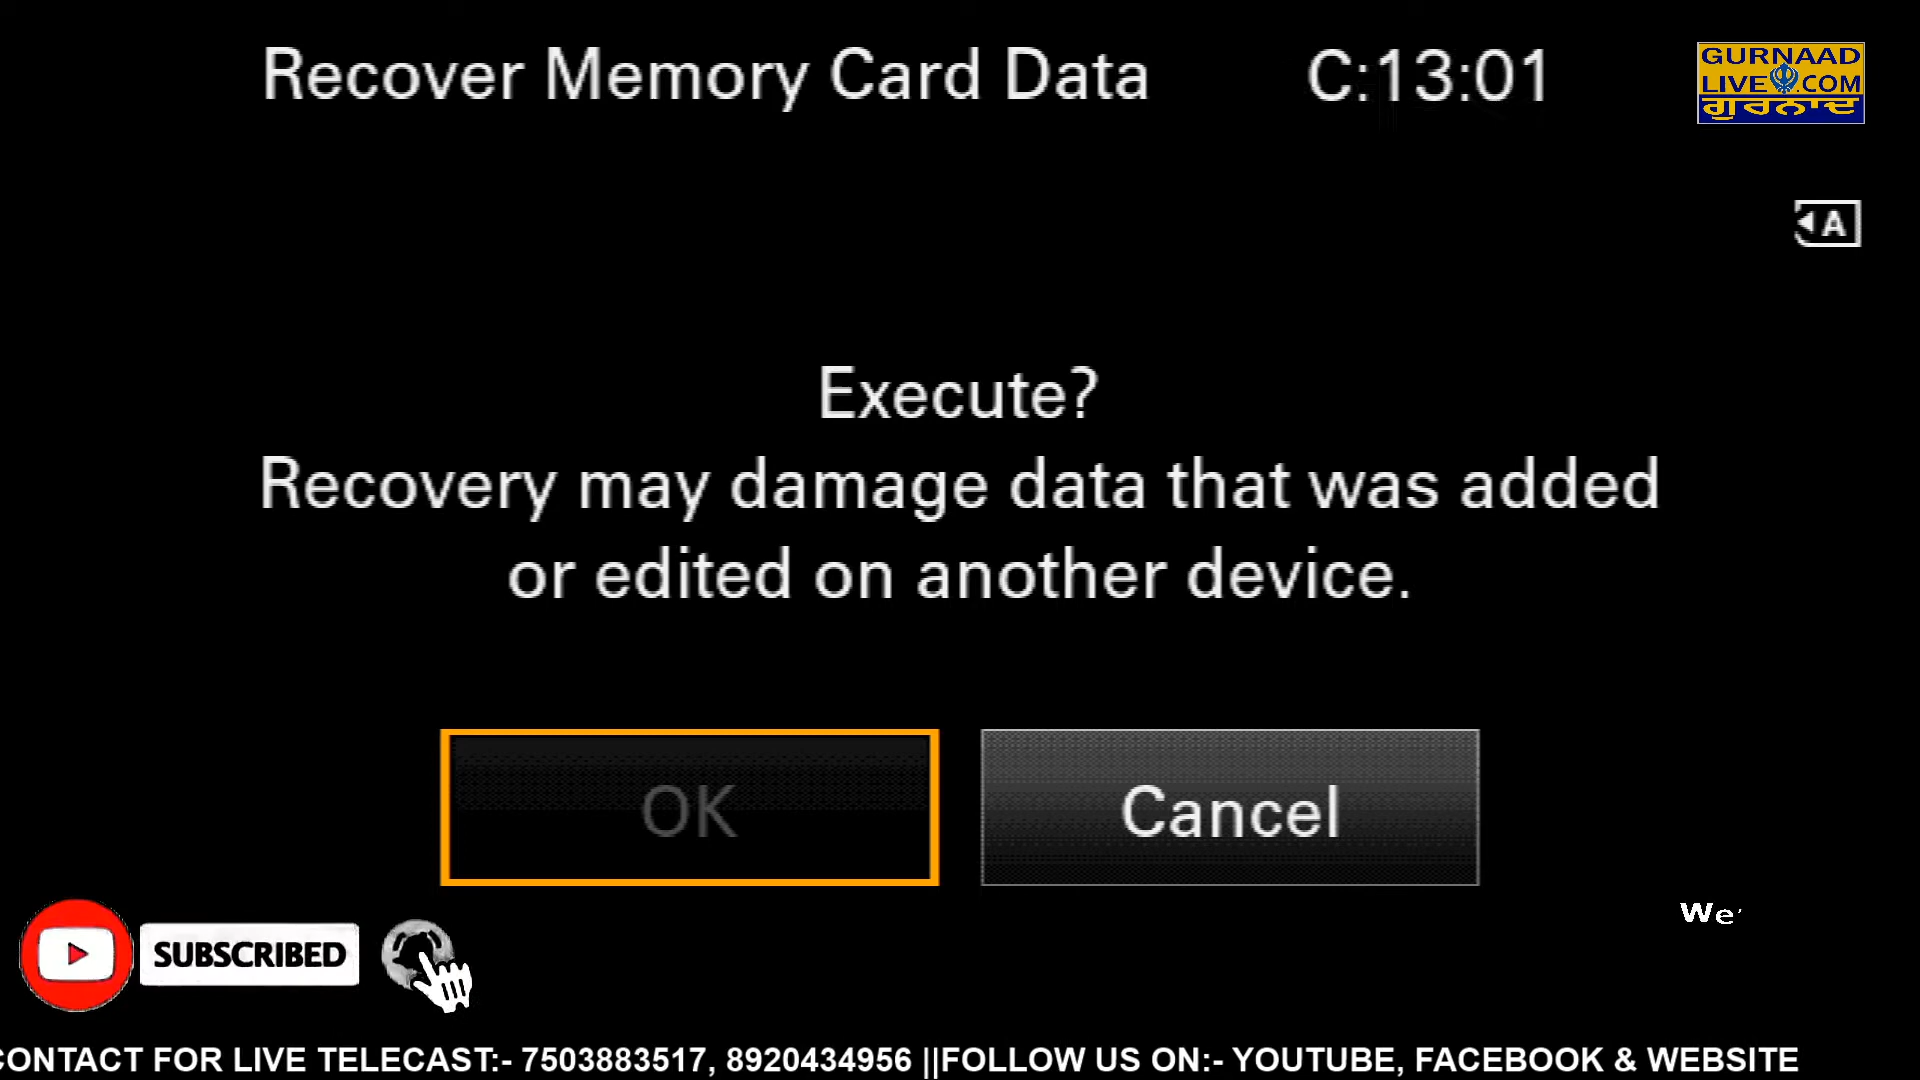 Recover Memory Card Data
C:13:01
GURNAAD
LIVE.COM
ਗੁਰਨਾਦ
A
Execute?
Recovery may damage data that was added
or edited on another device.
OK
Cancel
We'
SUBSCRIBED
CONTACT FOR LIVE TELECAST:- 7503883517, 8920434956 ||FOLLOW US ON:- YOUTUBE, FACEBOOK & WEBSITE